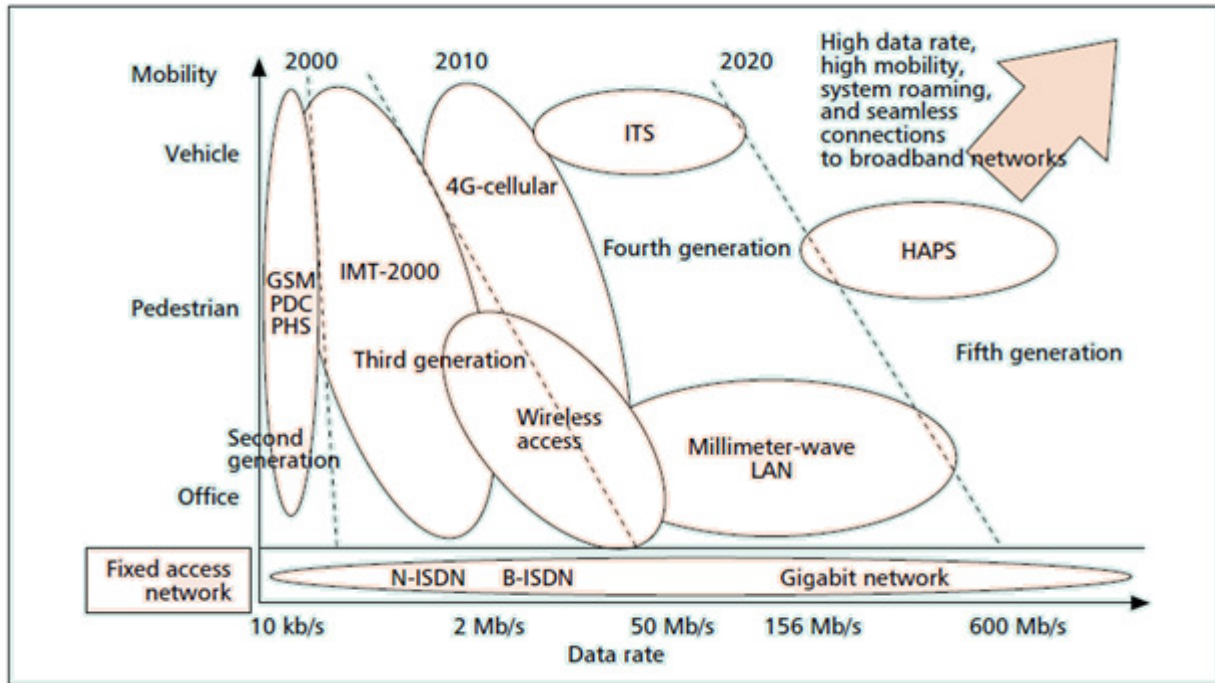 Mobility
2000
2010
2020
High data rate,
high mobility,
system roaming,
and seamless
connections
to broadband networks
Vehicle
ITS
4G-cellular
Fourth generation
HAPS
IMT-2000
GSM
PDC
PHS
Pedestrian
Third generation
Fifth generation
Wireless
access
Millimeter-wave
LAN
Second
generation
Office
Fixed access
network
N-ISDN
B-ISDN
Gigabit network
10 kb/s
2 Mb/s
50 Mb/s
156 Mb/s
600 Mb/s
Data rate